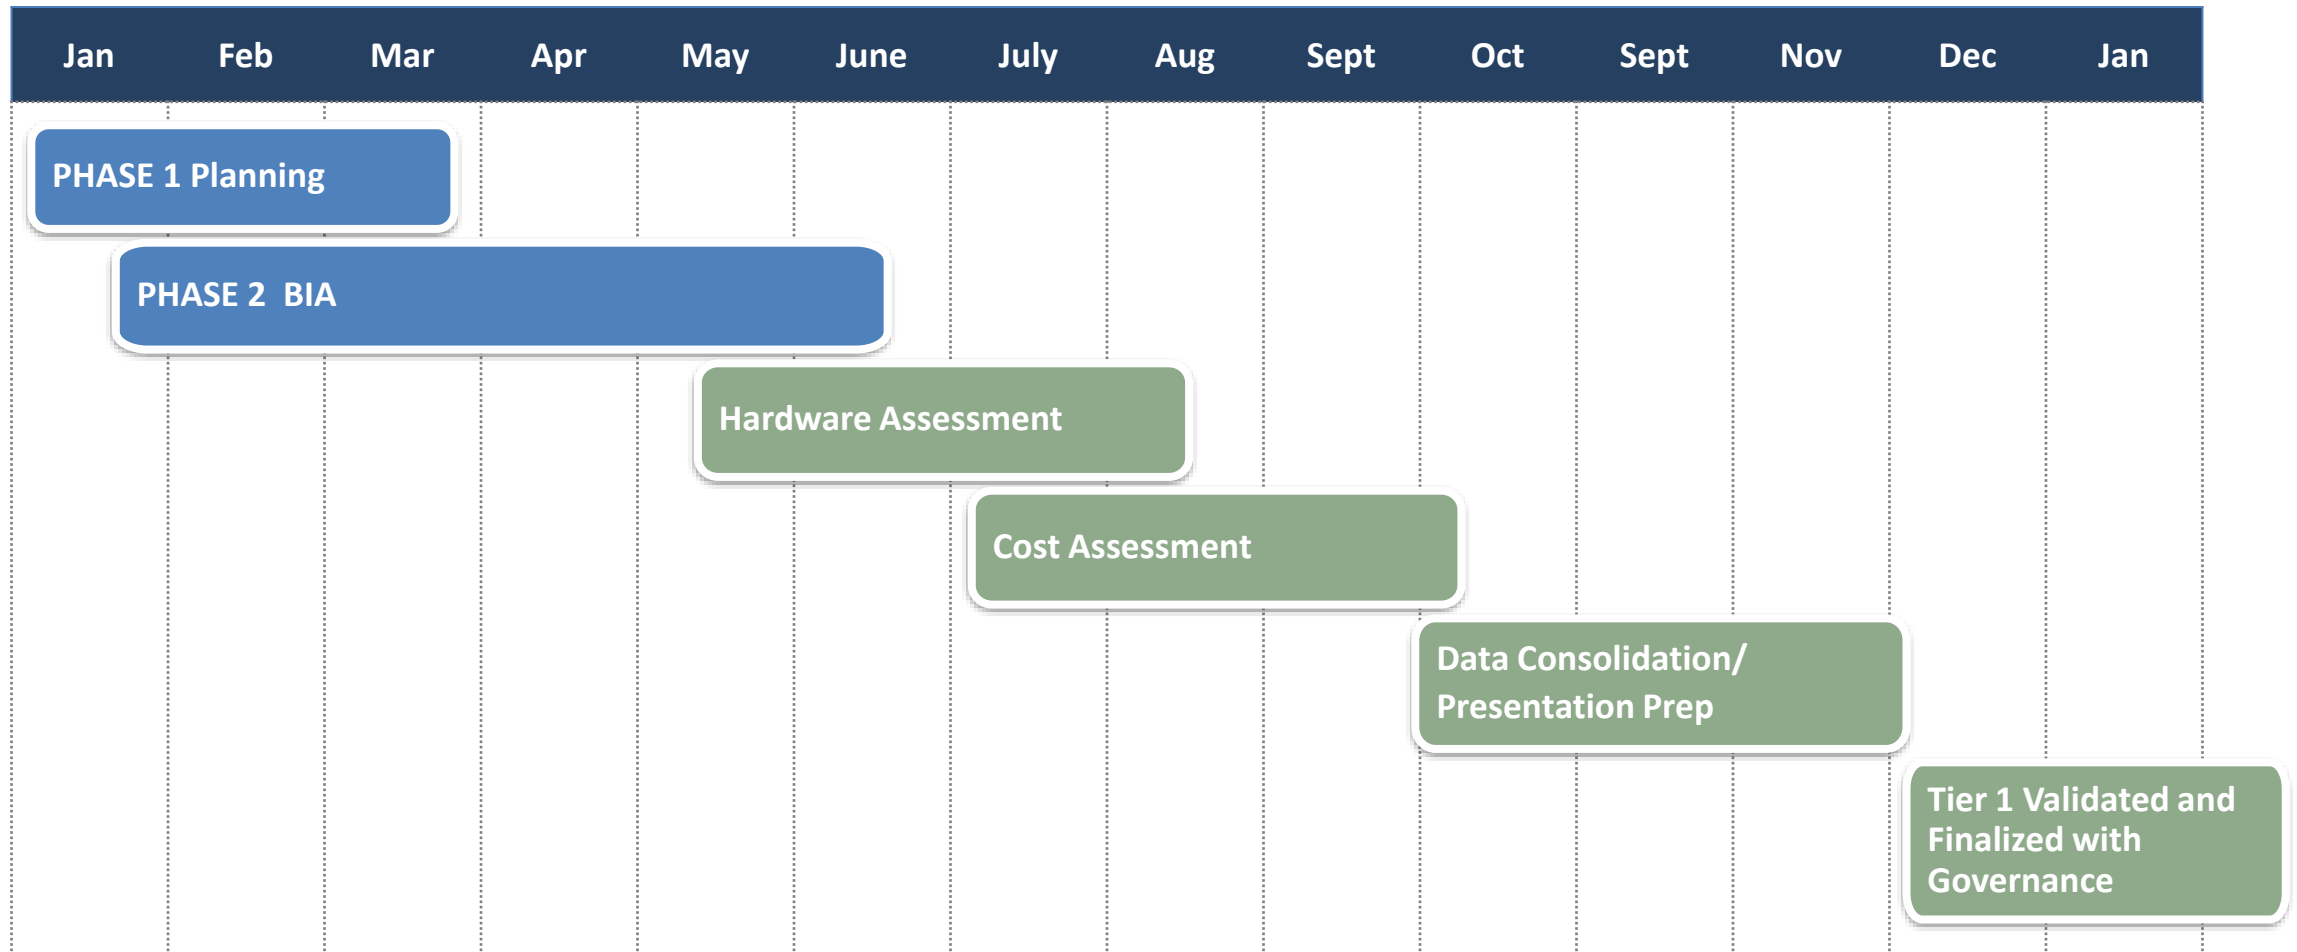 Jan Feb Mar Apr May June July Aug Sept Oct Sept Nov Dec Jan
PHASE 1 Planning
PHASE 2  BIA
Hardware Assessment
Cost Assessment
Data Consolidation/
Presentation Prep
Tier 1 Validated and
Finalized with
Governance